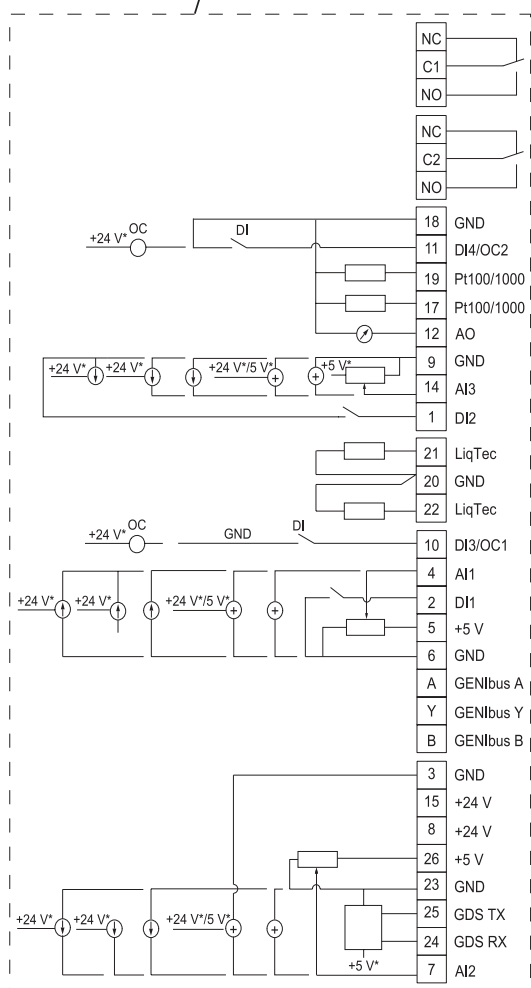 NC
C1
NO
NC
C2
NO
18 GND
+24 V* OC DI 11 DI4/OC2
19 Pt100/1000
17 Pt100/1000
12 AO
9 GND
+24 V* +24 V* +24 V*/5 V* +5 V*
14 AI3
1 DI2
21 LiqTec
20 GND
22 LiqTec
+24 V* OC GND DI 10 DI3/OC1
4 AI1
+24 V* +24 V* +24 V*/5 V* 2 DI1
5 +5 V
6 GND
A GENIbus A
Y GENIbus Y
B GENIbus B
3 GND
15 +24 V
8 +24 V
26 +5 V
23 GND
+24 V* +24 V* +24 V*/5 V* 25 GDS TX
24 GDS RX
+5 V* 7 AI2